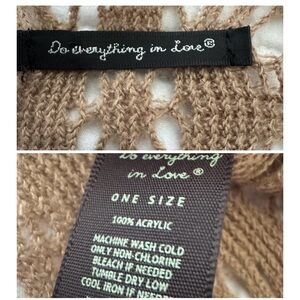 Do everything in Love®
Do everything
in Love®
ONE SIZE
100% ACRYLIC
MACHINE WASH COLD
ONLY NON-CHLORINE
BLEACH IF NEEDED
TUMBLE DRY LOW
COOL IRON IF NEEDED